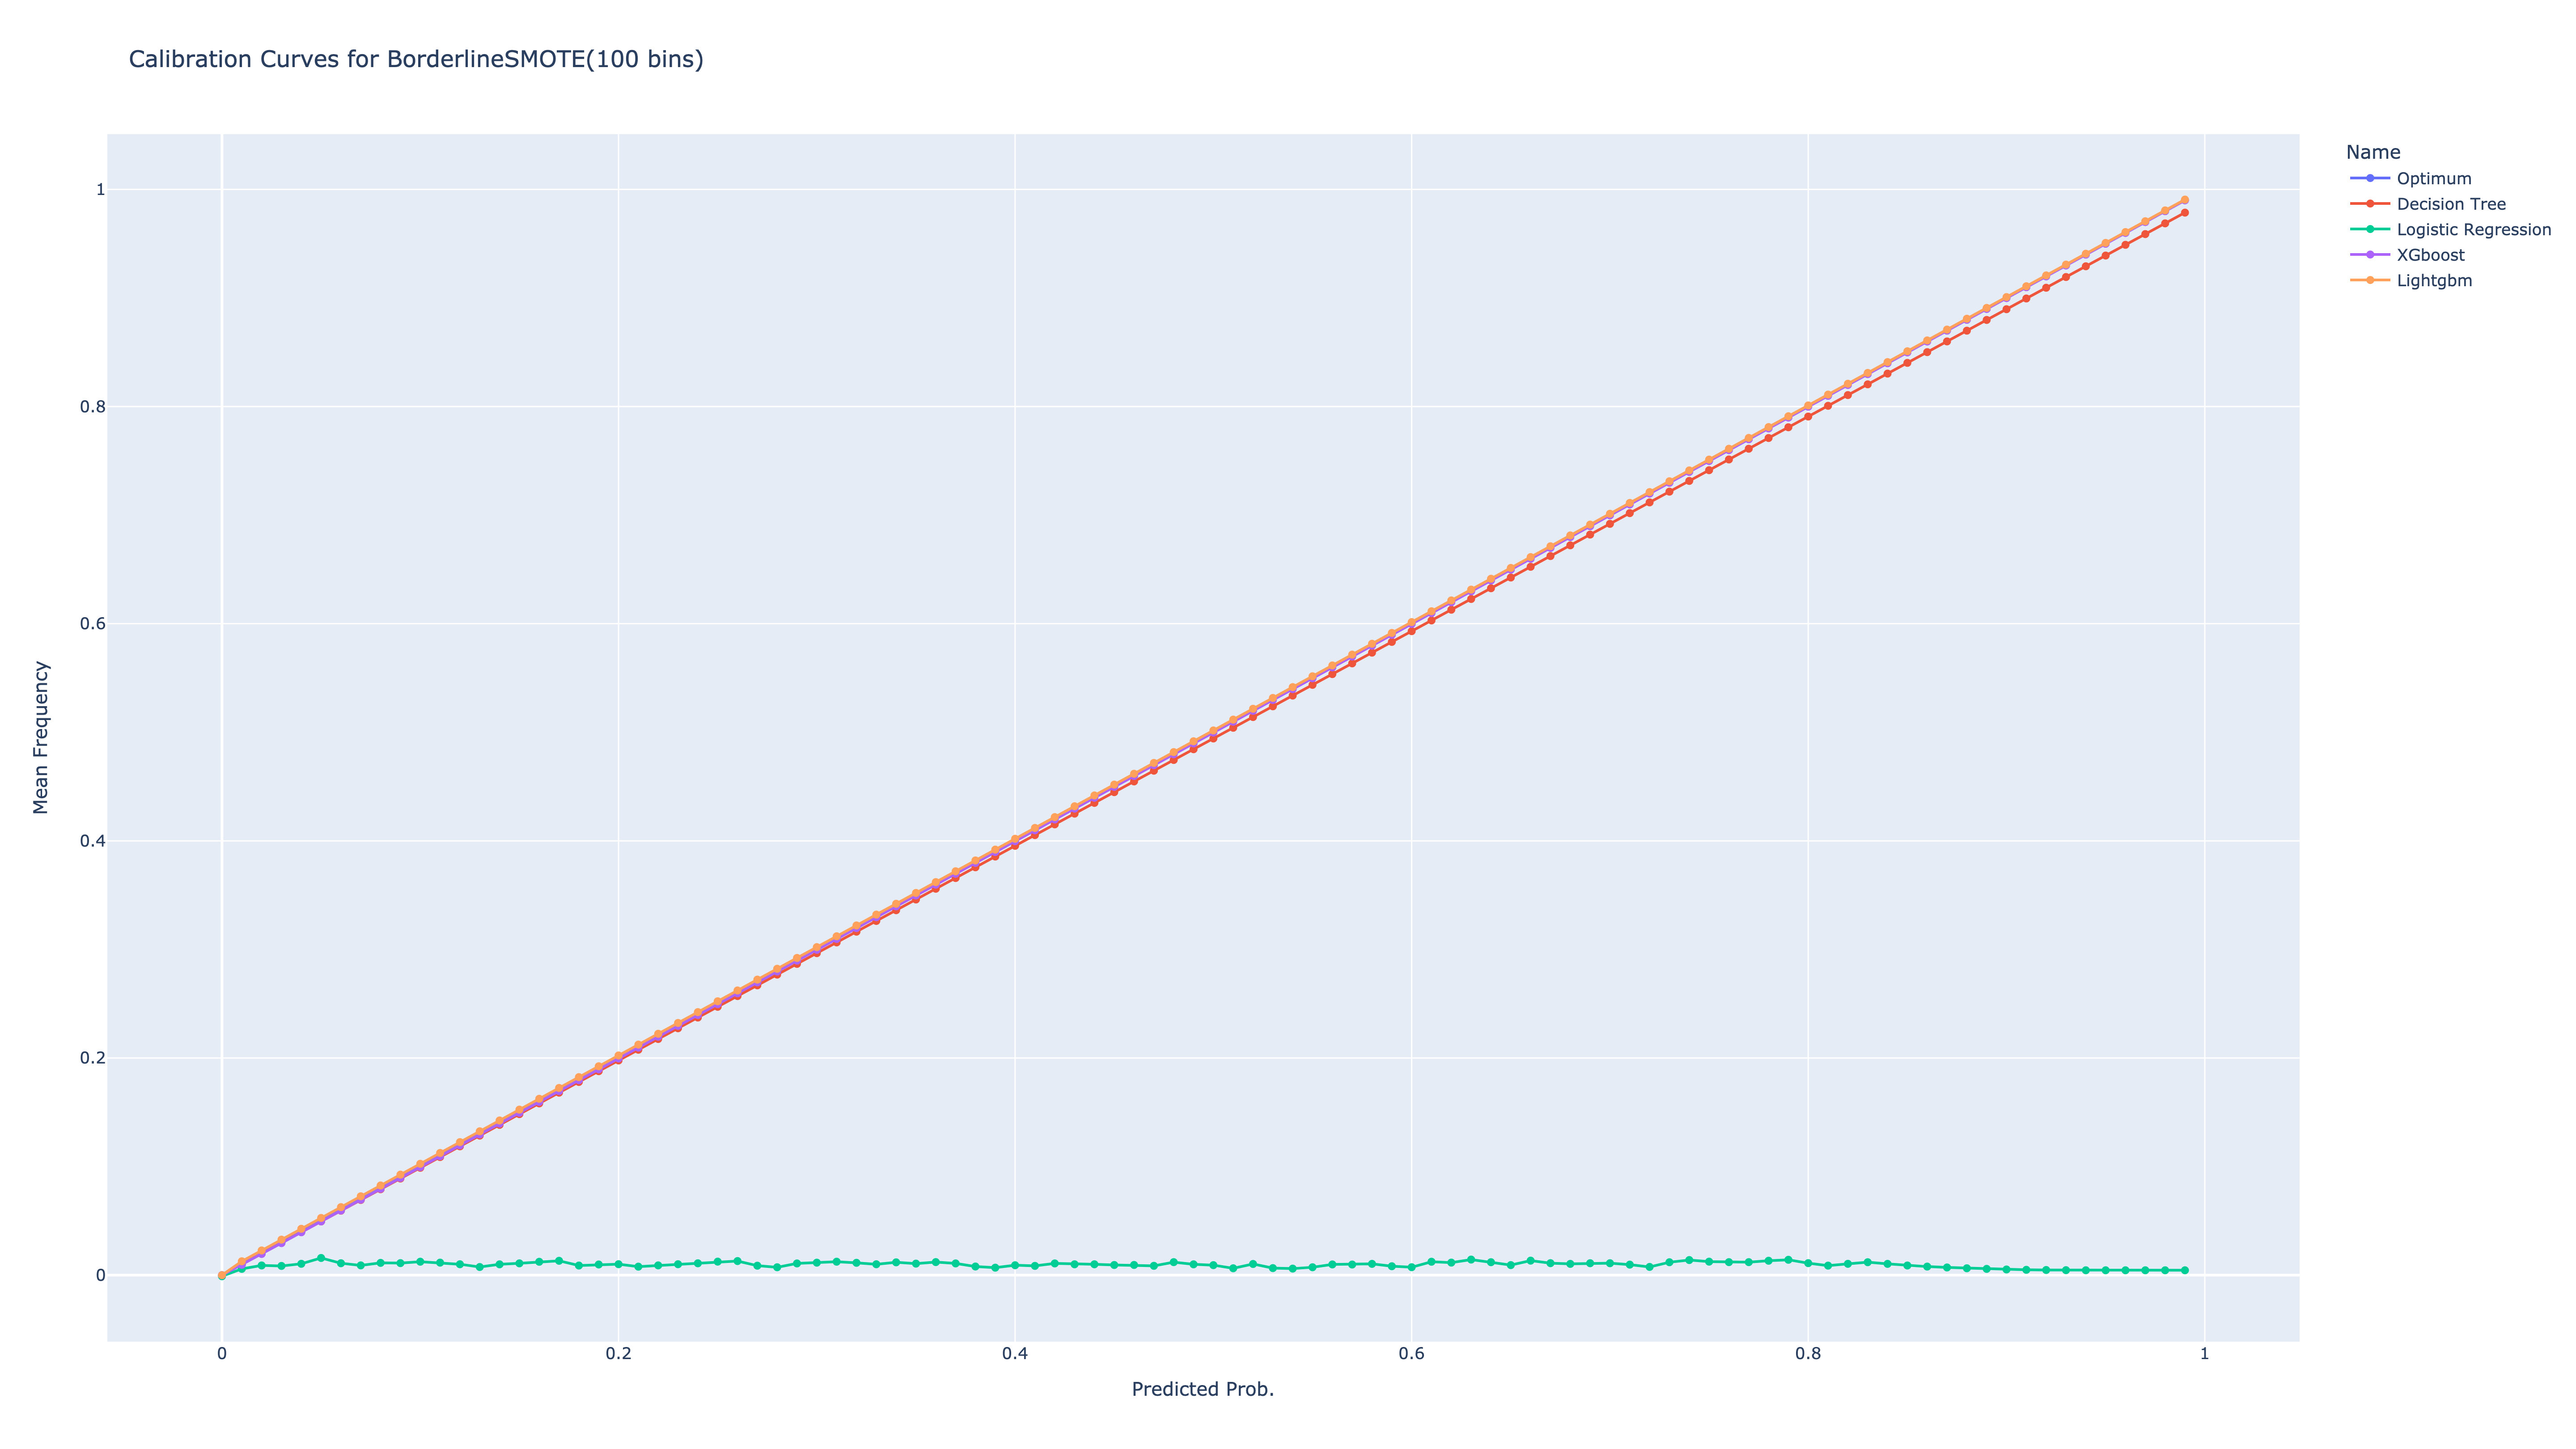 Calibration Curves for BorderlineSMOTE(100 bins)
Name
Optimum
Decision Tree
Logistic Regression
XGboost
Lightgbm
Mean Frequency
1
0.8
0.6
0.4
0.2
0
0
0.2
0.4
0.6
0.8
1
Predicted Prob.